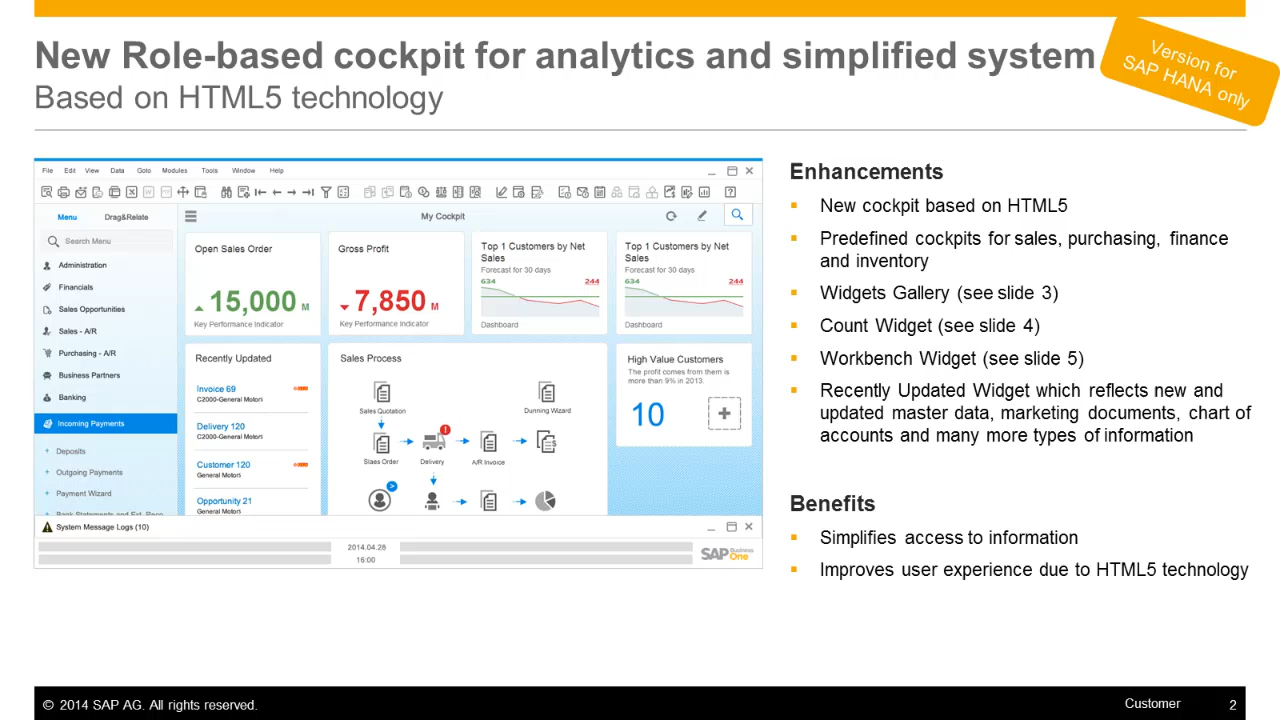 New Role-based cockpit for analytics and simplified system
Based on HTML5 technology
Version for
SAP HANA only
File Edit View Data Goto Modules Tools Window Help
Menu Drag&Relate
My Cockpit
Search Menu
Administration
Financials
Sales Opportunities
Sales - A/R
Purchasing - A/R
Business Partners
Banking
Incoming Payments
Deposits
Outgoing Payments
Payment Wizard
Bank Statements and Ext. Reco
Open Sales Order
15,000 M
Key Performance Indicator
Gross Profit
7,850 M
Key Performance Indicator
Top 1 Customers by Net
Sales
Forecast for 30 days
634 244
Dashboard
Top 1 Customers by Net
Sales
Forecast for 30 days
634 244
Dashboard
Recently Updated
Invoice 69
C2000-General Motori
Delivery 120
C2000-General Motori
Customer 120
General Motori
Opportunity 21
General Motori
Sales Process
Sales Quotation
Dunning Wizard
Slaes Order
Delivery
A/R Invoice
High Value Customers
The profit comes from them is
more than 9% in 2013.
10
System Message Logs (10)
2014.04.28
16:00
SAP Business
One
Enhancements
New cockpit based on HTML5
Predefined cockpits for sales, purchasing, finance
and inventory
Widgets Gallery (see slide 3)
Count Widget (see slide 4)
Workbench Widget (see slide 5)
Recently Updated Widget which reflects new and
updated master data, marketing documents, chart of
accounts and many more types of information
Benefits
Simplifies access to information
Improves user experience due to HTML5 technology
© 2014 SAP AG. All rights reserved.
Customer 2